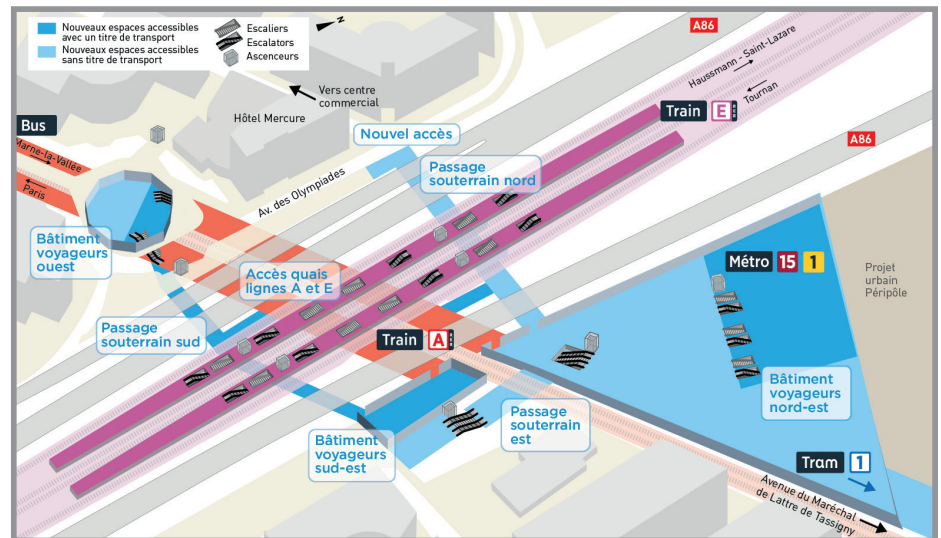 Nouveaux espaces accessibles
avec un titre de transport
Nouveaux espaces accessibles
sans titre de transport
Escaliers
Escalators
Ascenceurs
N
A86
Haussmann - Saint-Lazare
Tournan
Vers centre
commercial
Hôtel Mercure
Train E
Bus
Nouvel accès
A86
Marne-la-Vallée
Paris
Passage
souterrain nord
Av. des Olympiades
Bâtiment
voyageurs
ouest
Accès quais
lignes A et E
Métro 15 1
Projet
urbain
Péripôle
Passage
souterrain sud
Train A
Bâtiment
voyageurs
nord-est
Passage
souterrain
est
Bâtiment
voyageurs
sud-est
Tram 1
Avenue du Maréchal
de Lattre de Tassigny